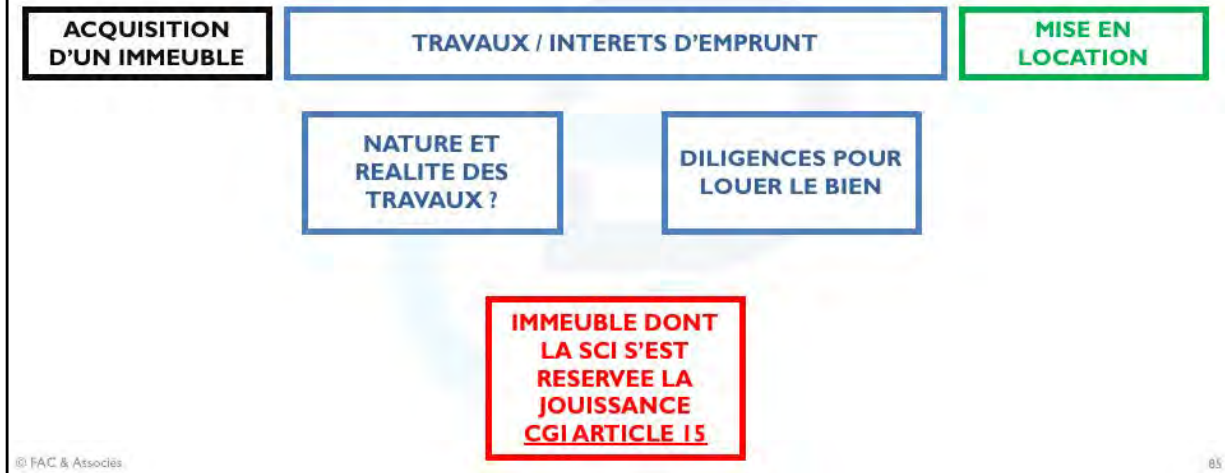 ACQUISITION
D'UN IMMEUBLE
TRAVAUX / INTERETS D'EMPRUNT
MISE EN
LOCATION
NATURE ET
REALITE DES
TRAVAUX ?
DILIGENCES POUR
LOUER LE BIEN
IMMEUBLE DONT
LA SCI S'EST
RESERVEE LA
JOUISSANCE
CGI ARTICLE 15
© FAC & Associés
85